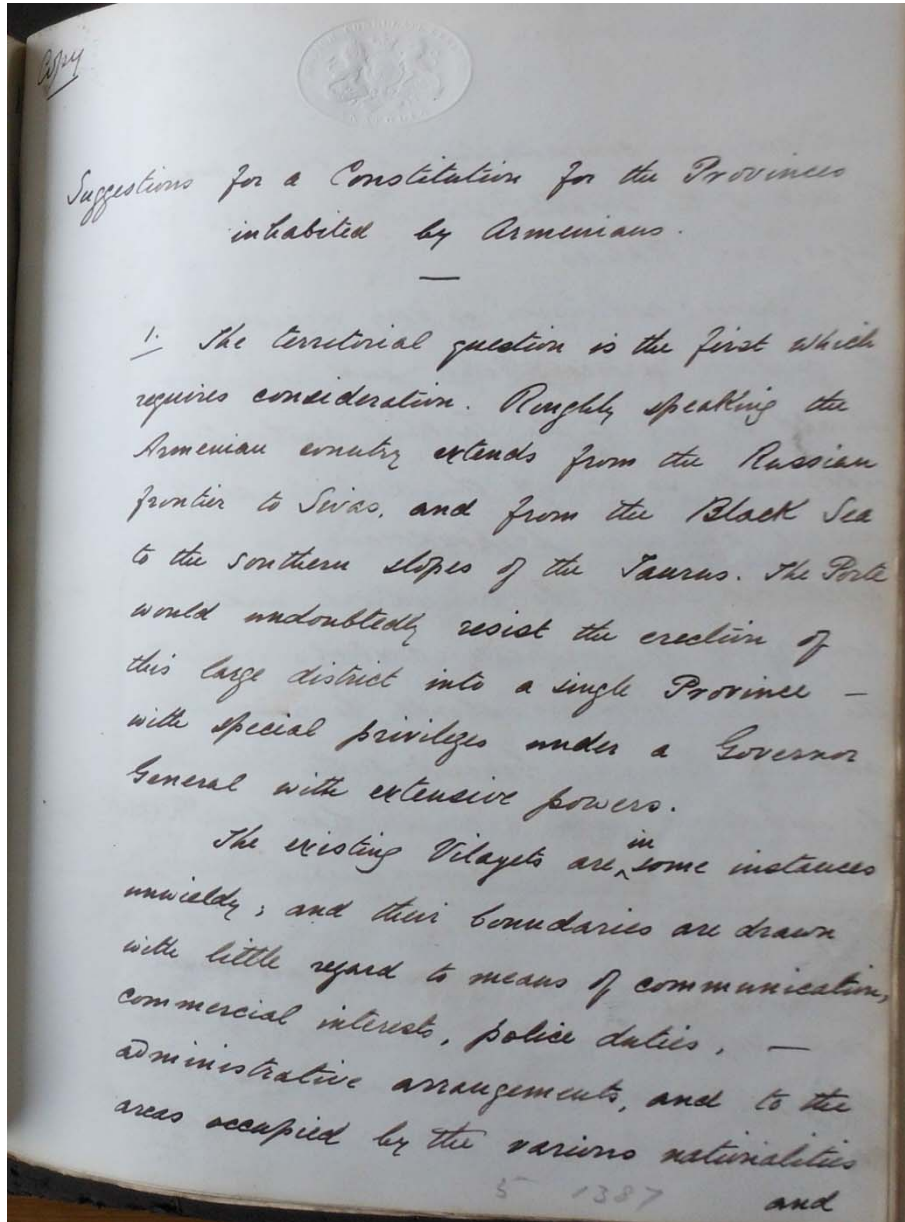 Copy
Suggestions for a Constitution for the Provinces
inhabited by Armenians.
1. The territorial question is the first which
requires consideration. Roughly speaking the
Armenian country extends from the Russian
frontier to Sivas, and from the Black Sea
to the southern slopes of the Taurus. The Porte
would undoubtedly resist the erection of
this large district into a single Province —
with special privileges under a Governor
General with extensive powers.
The existing Vilayets are in some instances
unwieldy; and their boundaries are drawn
with little regard to means of communication,
commercial interests, police duties, —
administrative arrangements, and to the
areas occupied by the various nationalities
and
5 1387